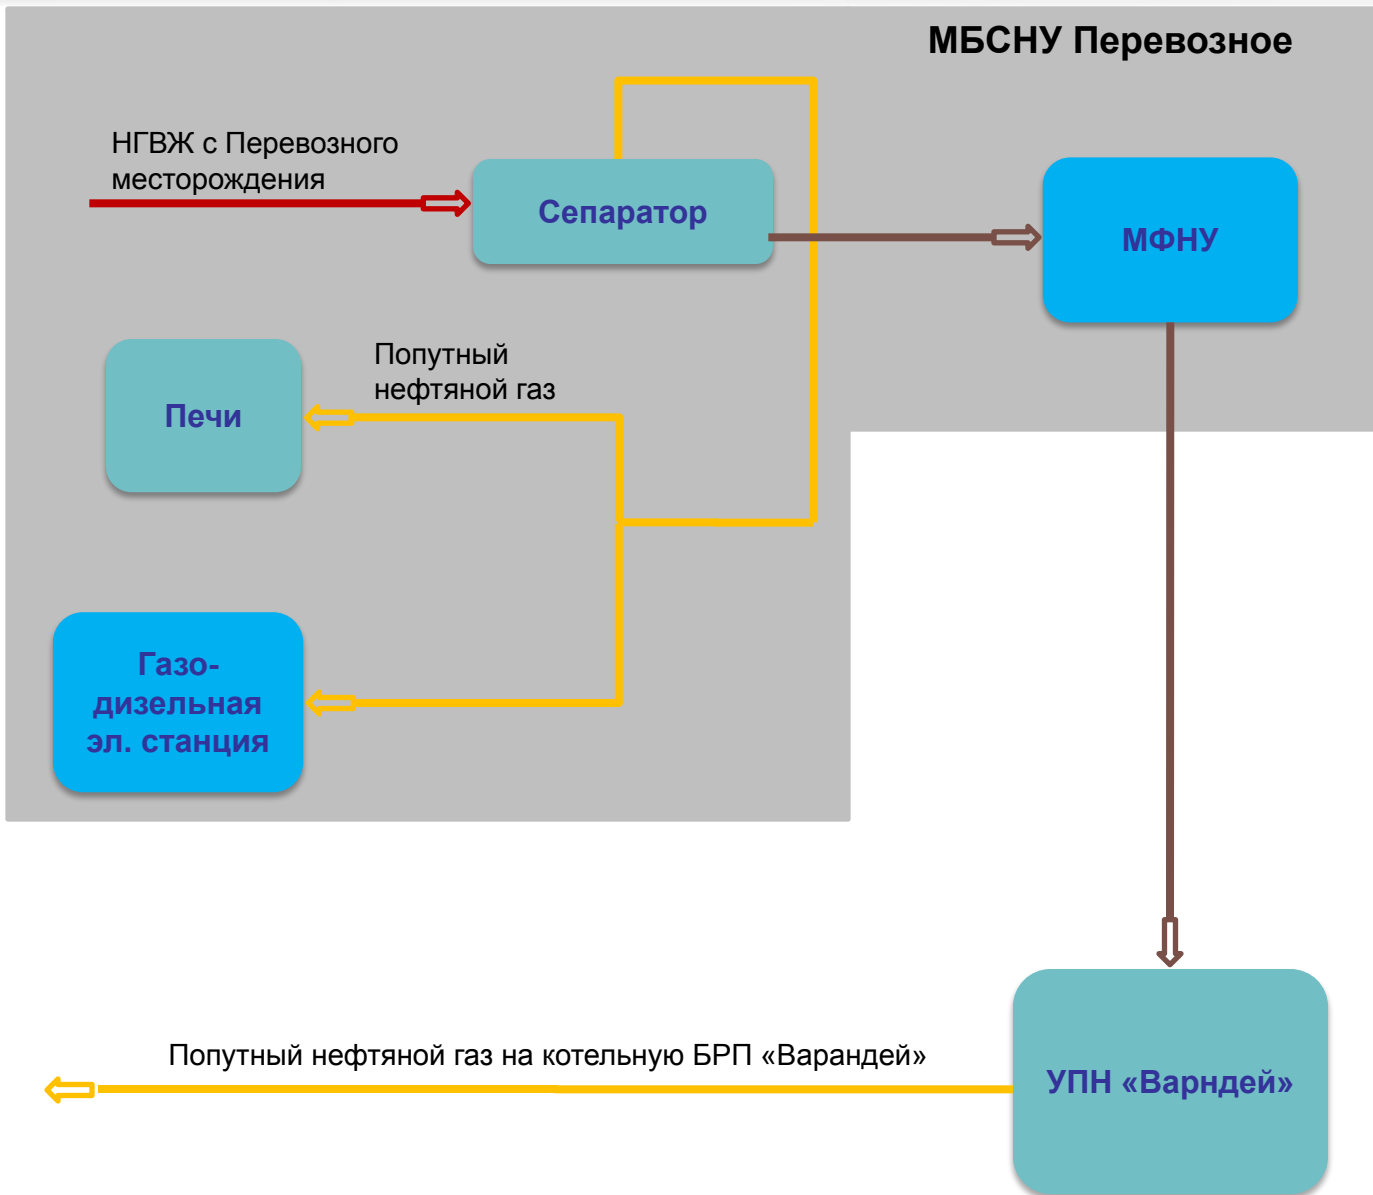 МБСНУ Перевозное
НГВЖ с Перевозного
месторождения
Сепаратор
МФНУ
Попутный
нефтяной газ
Печи
Газо-
дизельная
эл. станция
Попутный нефтяной газ на котельную БРП «Варандей»
УПН «Варндей»